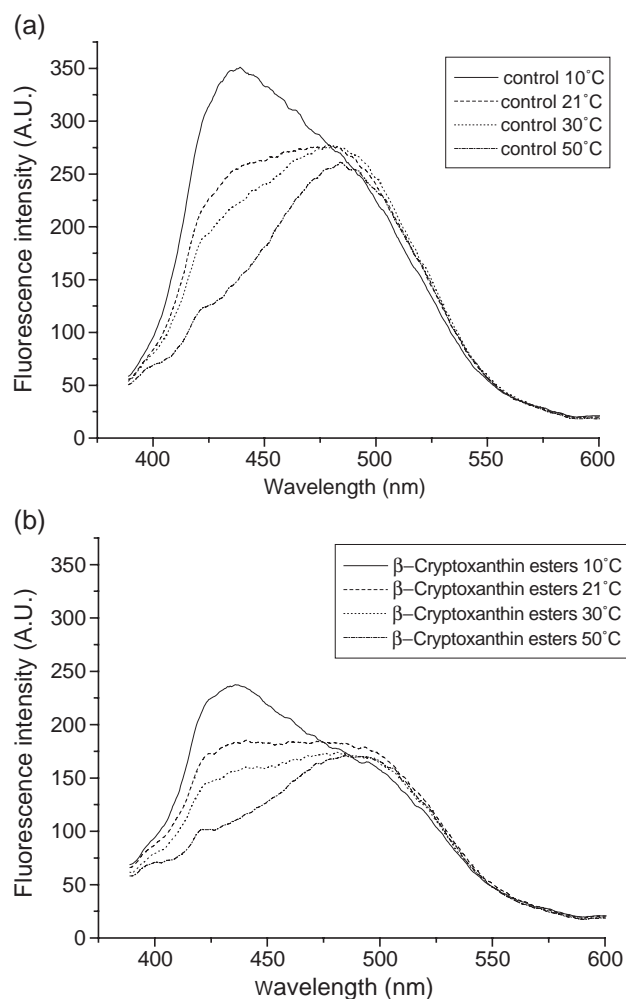 (a)
350
300
250
200
150
100
50
0
Fluorescence intensity (A.U.)
control 10°C
control 21°C
control 30°C
control 50°C
400
450
500
550
600
Wavelength (nm)
(b)
350
300
250
200
150
100
50
0
Fluorescence intensity (A.U.)
β–Cryptoxanthin esters 10°C
β–Cryptoxanthin esters 21°C
β–Cryptoxanthin esters 30°C
β–Cryptoxanthin esters 50°C
400
450
500
550
600
Wavelength (nm)